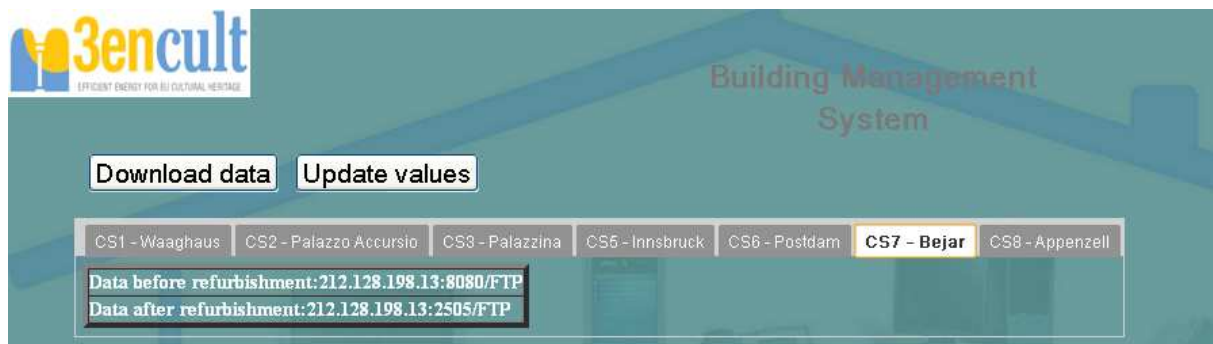 3encult
EFFICIENT ENERGY FOR EU CULTURAL HERITAGE
Building Management
System
Download data Update values
CS1 - Waaghaus CS2 - Palazzo Accursio CS3 - Palazzina CS5 - Innsbruck CS6 - Postdam CS7 - Bejar CS8 - Appenzell
Data before refurbishment:212.128.198.13:8080/FTP
Data after refurbishment:212.128.198.13:2505/FTP